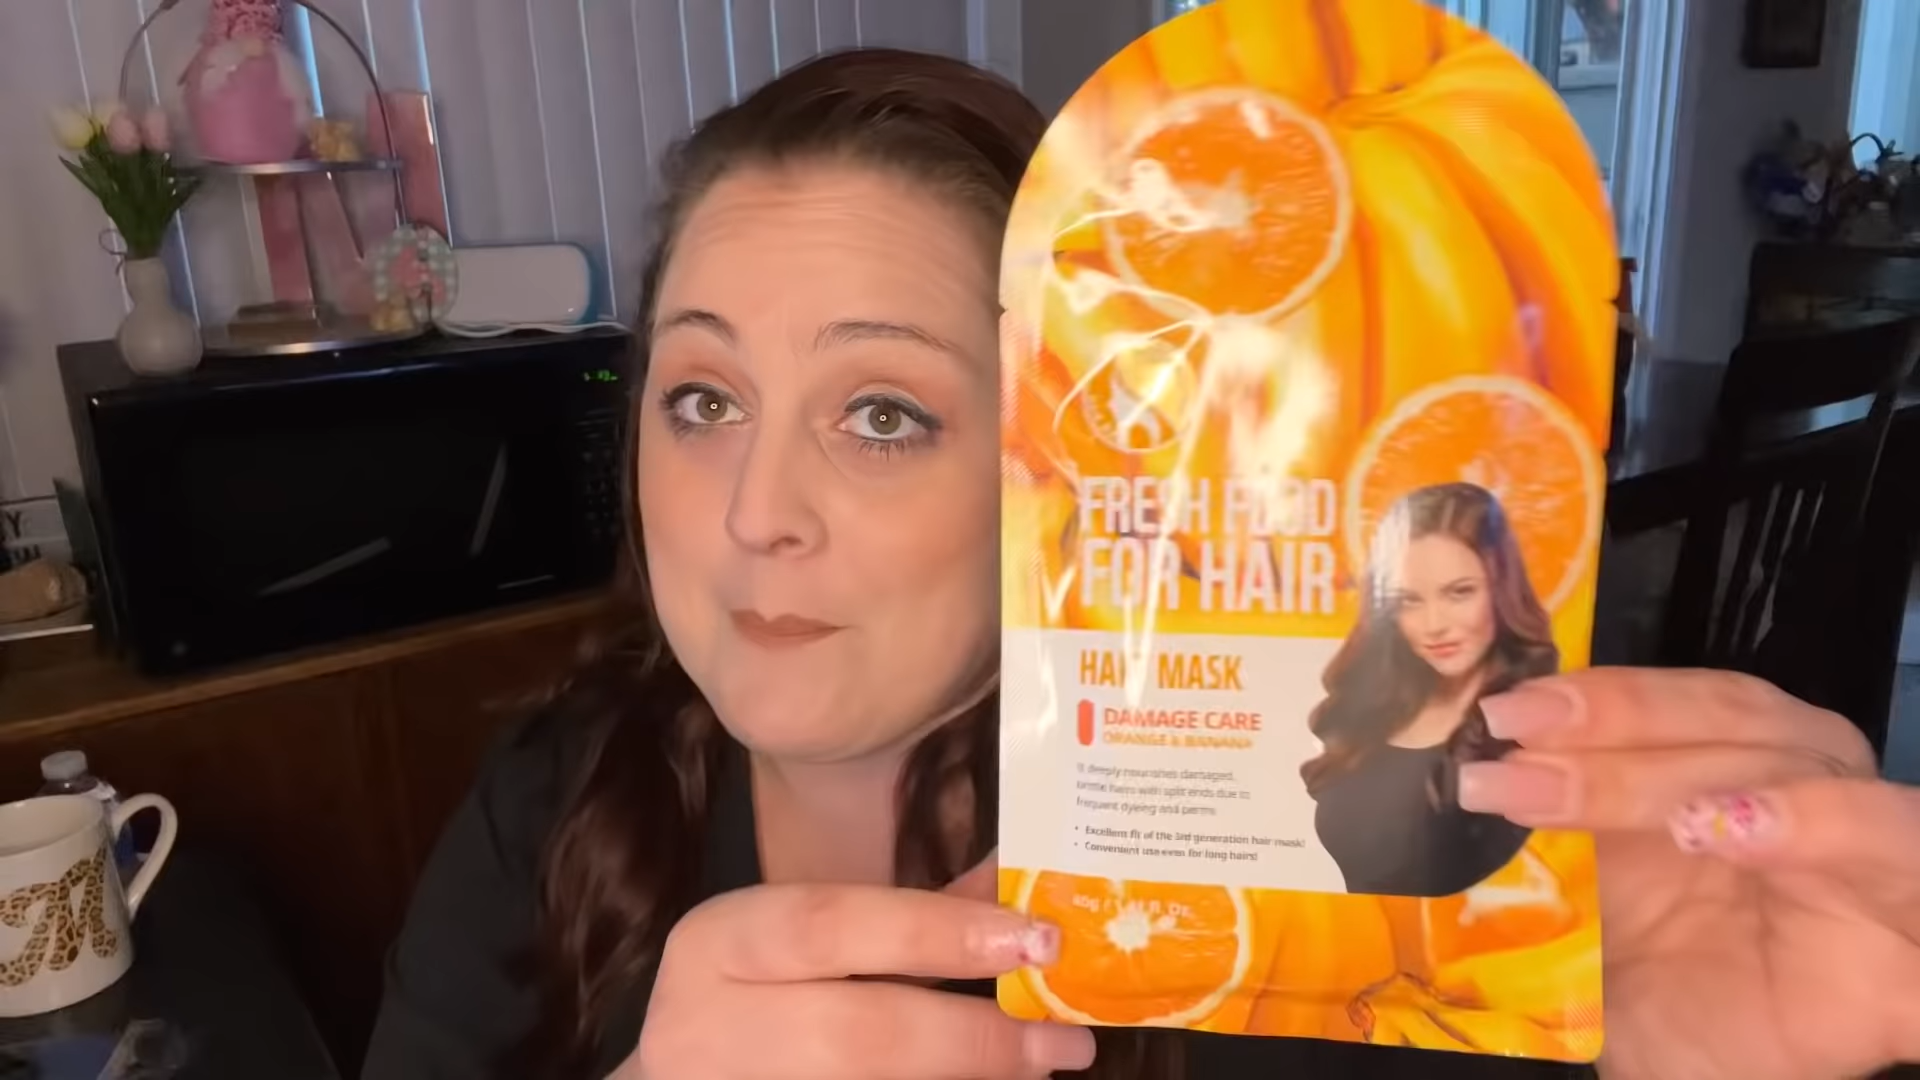 FRESH FOOD
FOR HAIR
HAIR MASK
DAMAGE CARE
ORANGE & BANANA
It deeply nourishes damaged,
brittle hairs with split ends due to
frequent dyeing and perms
• Excellent fit of the 3rd generation hair mask!
• Convenient use even for long hairs!
M